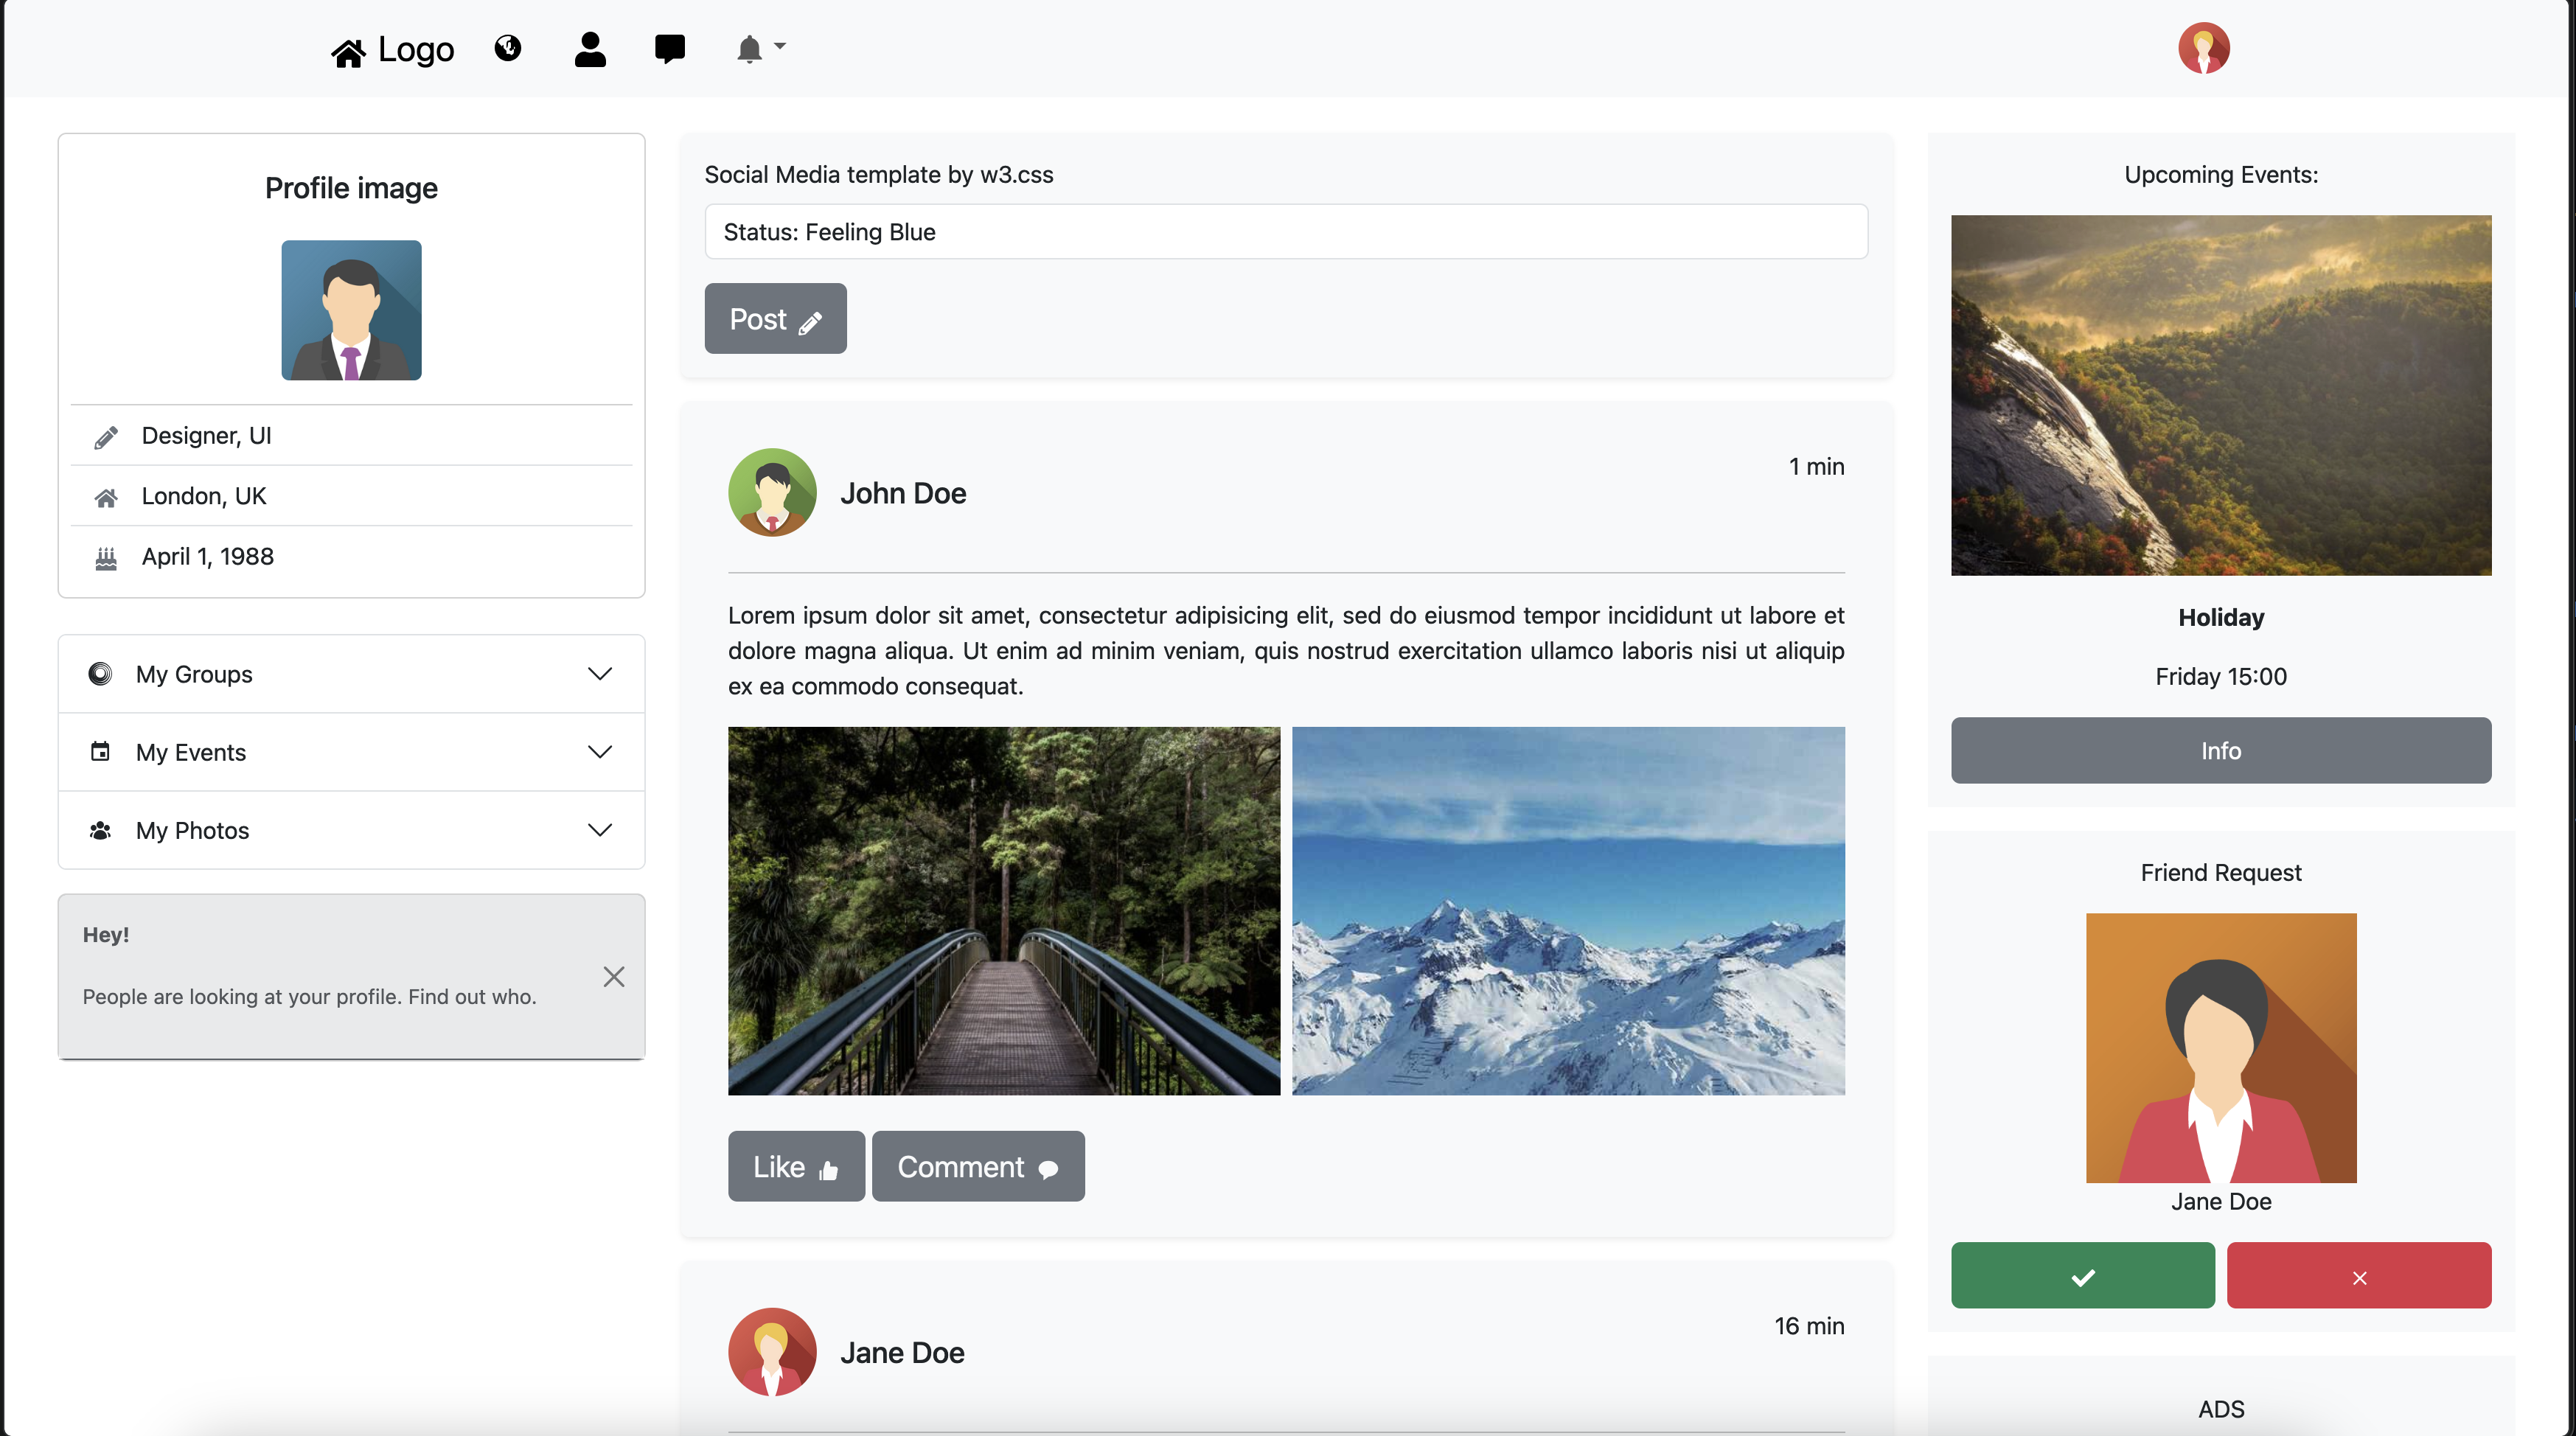 Logo
Profile image
Designer, UI
London, UK
April 1, 1988
My Groups
My Events
My Photos
Hey!
People are looking at your profile. Find out who.
Social Media template by w3.css
Status: Feeling Blue
Post
John Doe
1 min
Lorem ipsum dolor sit amet, consectetur adipisicing elit, sed do eiusmod tempor incididunt ut labore et
dolore magna aliqua. Ut enim ad minim veniam, quis nostrud exercitation ullamco laboris nisi ut aliquip
ex ea commodo consequat.
Like
Comment
Jane Doe
16 min
Upcoming Events:
Holiday
Friday 15:00
Info
Friend Request
Jane Doe
ADS